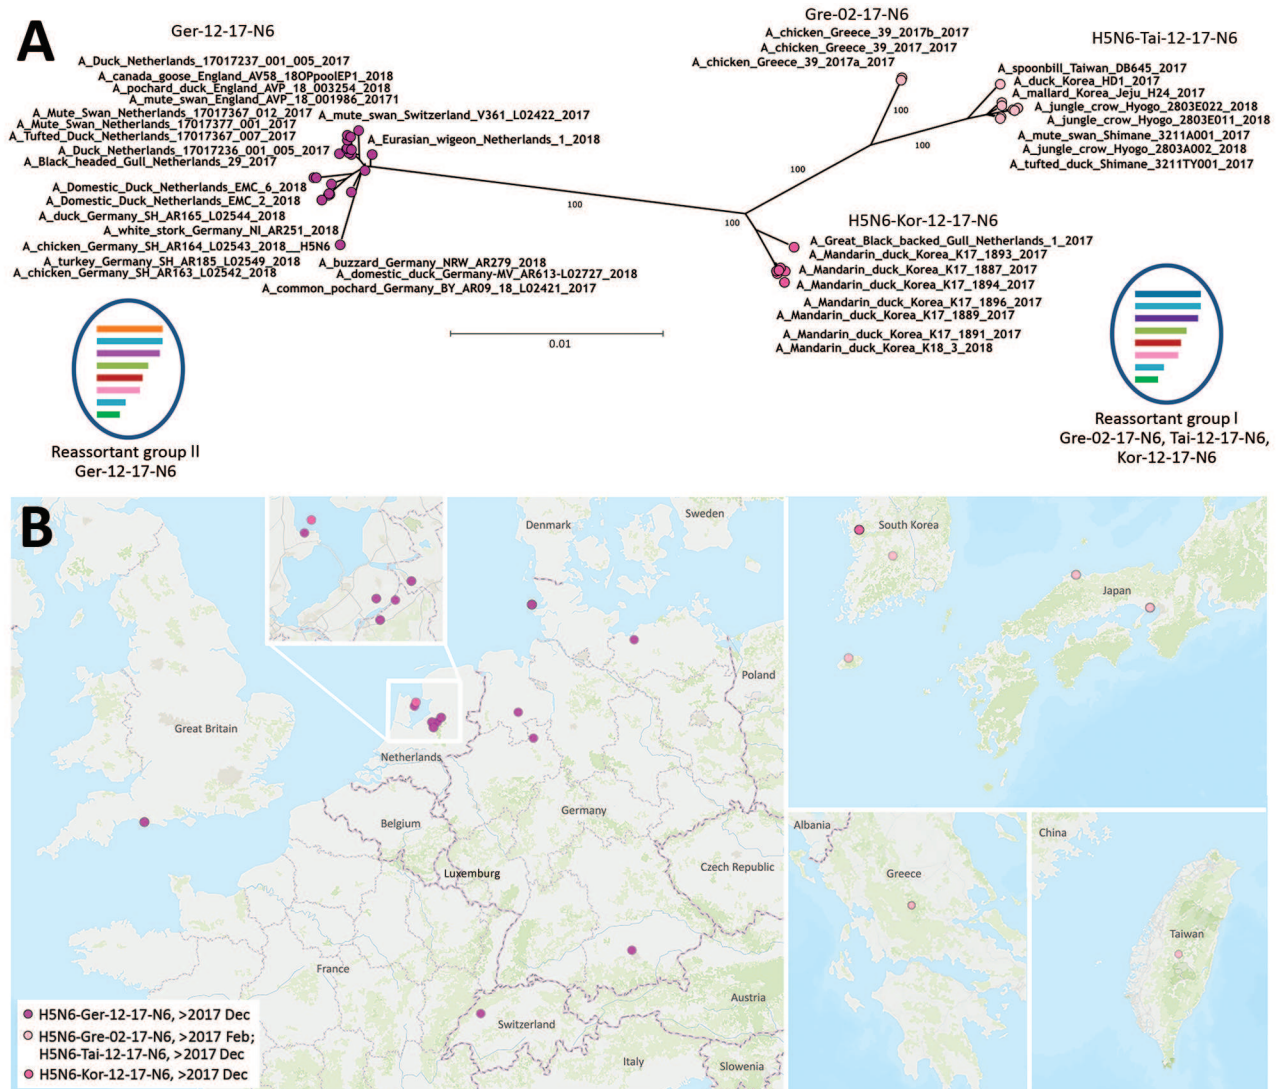 A
Ger-12-17-N6
A_Duck_Netherlands_17017237_001_005_2017
A_canada_goose_England_AV58_18OPpoolEP1_2018
A_pochard_duck_England_AVP_18_003254_2018
A_mute_swan_England_AVP_18_001986_20171
A_Mute_Swan_Netherlands_17017367_012_2017
A_mute_swan_Switzerland_V361_L02422_2017
A_Mute_Swan_Netherlands_17017377_001_2017
A_Tufted_Duck_Netherlands_17017367_007_2017
A_Eurasian_wigeon_Netherlands_1_2018
A_Duck_Netherlands_17017236_001_005_2017
A_Black_headed_Gull_Netherlands_29_2017
A_Domestic_Duck_Netherlands_EMC_6_2018
A_Domestic_Duck_Netherlands_EMC_2_2018
A_duck_Germany_SH_AR165_L02544_2018
A_white_stork_Germany_NI_AR251_2018
A_chicken_Germany_SH_AR164_L02543_2018__H5N6
A_turkey_Germany_SH_AR185_L02549_2018
A_chicken_Germany_SH_AR163_L02542_2018
A_buzzard_Germany_NRW_AR279_2018
A_domestic_duck_Germany-MV_AR613-L02727_2018
A_common_pochard_Germany_BY_AR09_18_L02421_2017
Gre-02-17-N6
A_chicken_Greece_39_2017b_2017
A_chicken_Greece_39_2017_2017
A_chicken_Greece_39_2017a_2017
H5N6-Tai-12-17-N6
A_spoonbill_Taiwan_DB645_2017
A_duck_Korea_HD1_2017
A_mallard_Korea_Jeju_H24_2017
A_jungle_crow_Hyogo_2803E022_2018
A_jungle_crow_Hyogo_2803E011_2018
A_mute_swan_Shimane_3211A001_2017
A_jungle_crow_Hyogo_2803A002_2018
A_tufted_duck_Shimane_3211TY001_2017
100
100
100
100
100
H5N6-Kor-12-17-N6
A_Great_Black_backed_Gull_Netherlands_1_2017
A_Mandarin_duck_Korea_K17_1893_2017
A_Mandarin_duck_Korea_K17_1887_2017
A_Mandarin_duck_Korea_K17_1894_2017
A_Mandarin_duck_Korea_K17_1896_2017
A_Mandarin_duck_Korea_K17_1889_2017
A_Mandarin_duck_Korea_K17_1891_2017
A_Mandarin_duck_Korea_K18_3_2018
0.01
Reassortant group II
Ger-12-17-N6
Reassortant group I
Gre-02-17-N6, Tai-12-17-N6,
Kor-12-17-N6
B
Denmark
Sweden
Poland
Great Britain
Netherlands
Belgium
Germany
Luxemburg
Czech Republic
France
Austria
Switzerland
Italy
Slovenia
H5N6-Ger-12-17-N6, >2017 Dec
H5N6-Gre-02-17-N6, >2017 Feb;
H5N6-Tai-12-17-N6, >2017 Dec
H5N6-Kor-12-17-N6, >2017 Dec
South Korea
Japan
Albania
Greece
China
Taiwan